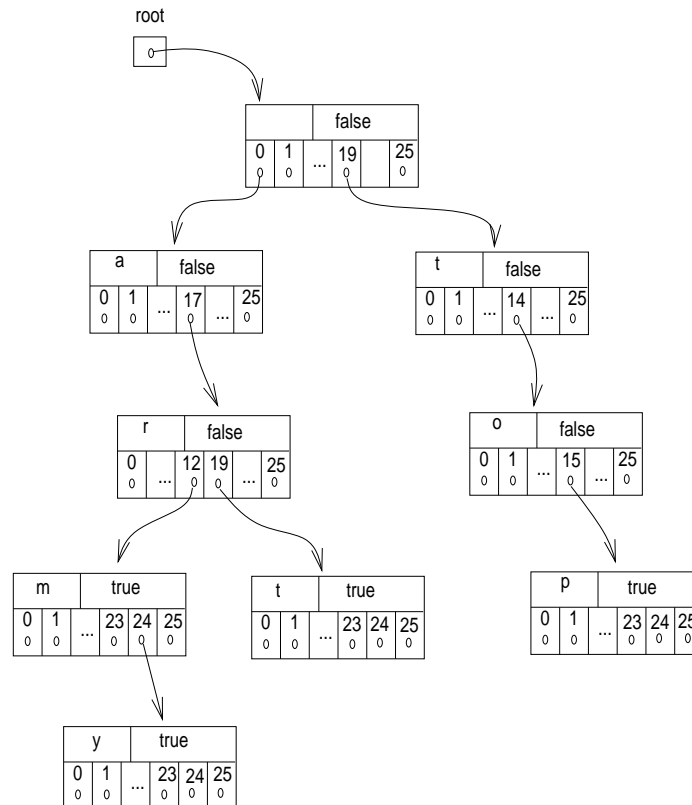 root
false
0 1 ... 19 25
a false
0 1 ... 17 ... 25
t false
0 1 ... 14 ... 25
r false
0 ... 12 19 ... 25
o false
0 1 ... 15 ... 25
m true
0 1 ... 23 24 25
t true
0 1 ... 23 24 25
p true
0 1 ... 23 24 25
y true
0 1 ... 23 24 25